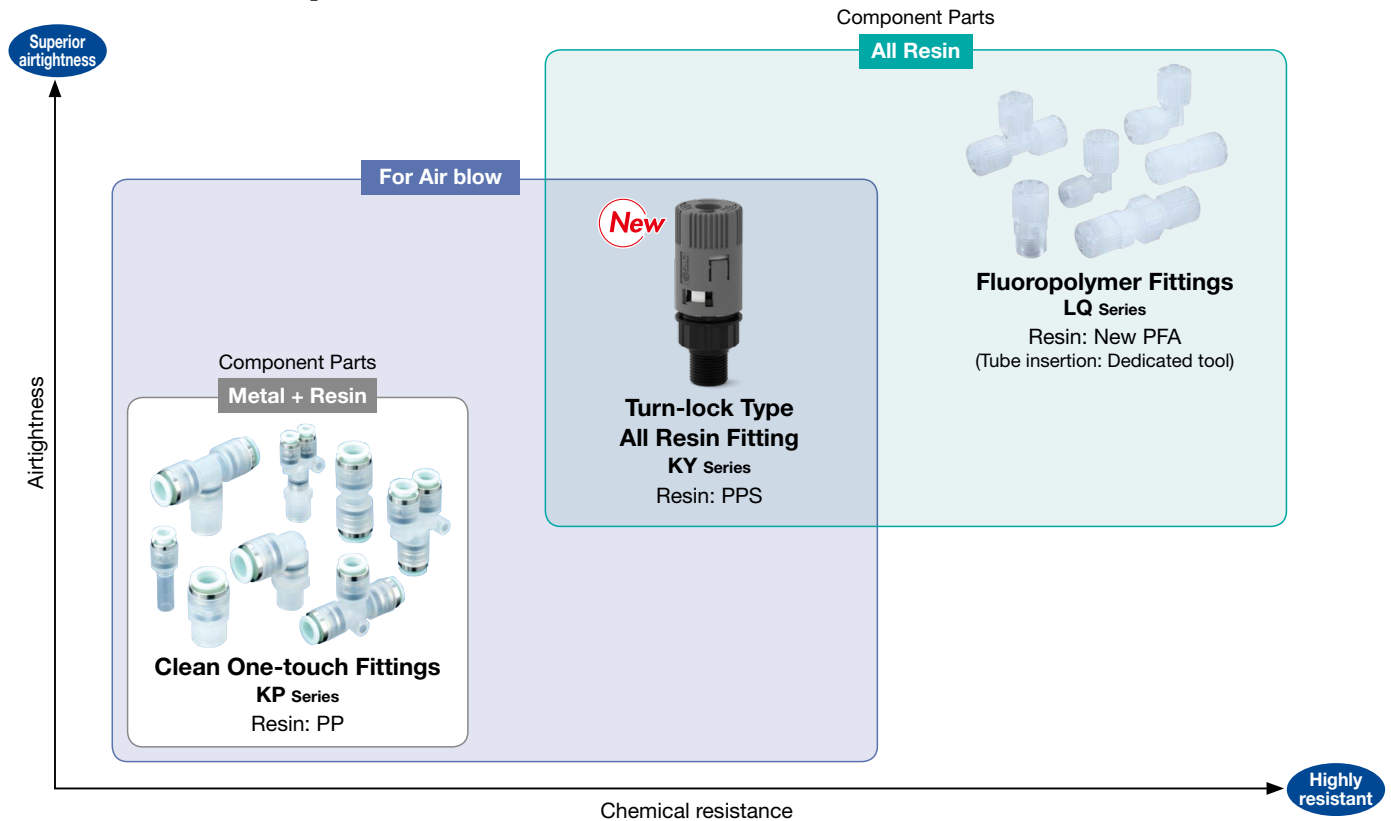 Component Parts
Superior
airtightness
All Resin
For Air blow
New
Fluoropolymer Fittings
LQ Series
Resin: New PFA
(Tube insertion: Dedicated tool)
Component Parts
Metal + Resin
Turn-lock Type
All Resin Fitting
KY Series
Resin: PPS
Airtightness
Clean One-touch Fittings
KP Series
Resin: PP
Highly
resistant
Chemical resistance